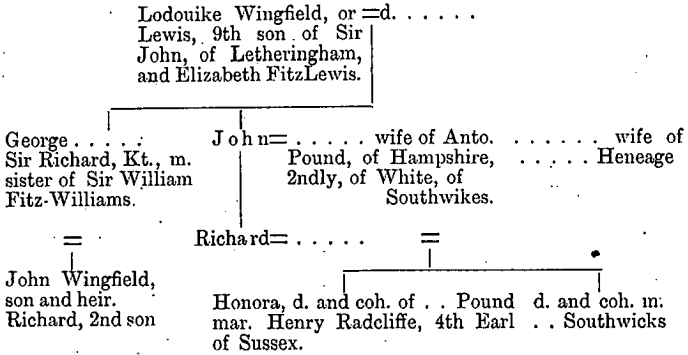 Lodouike Wingfield, or =d. . . . . . .
Lewis, 9th son of Sir
John, of Letheringham,
and Elizabeth FitzLewis.
George . . . . .
Sir Richard, Kt., m.
sister of Sir William
Fitz-Williams.
John= . . . . . wife of Anto.
Pound, of Hampshire,
2ndly, of White, of
Southwikes.
. . . . . . . wife of
. . . . . Heneage
=
Richard= . . . . .
=
John Wingfield,
son and heir.
Richard, 2nd son
Honora, d. and coh. of . . Pound
mar. Henry Radcliffe, 4th Earl
of Sussex.
d. and coh. m.
. . Southwicks